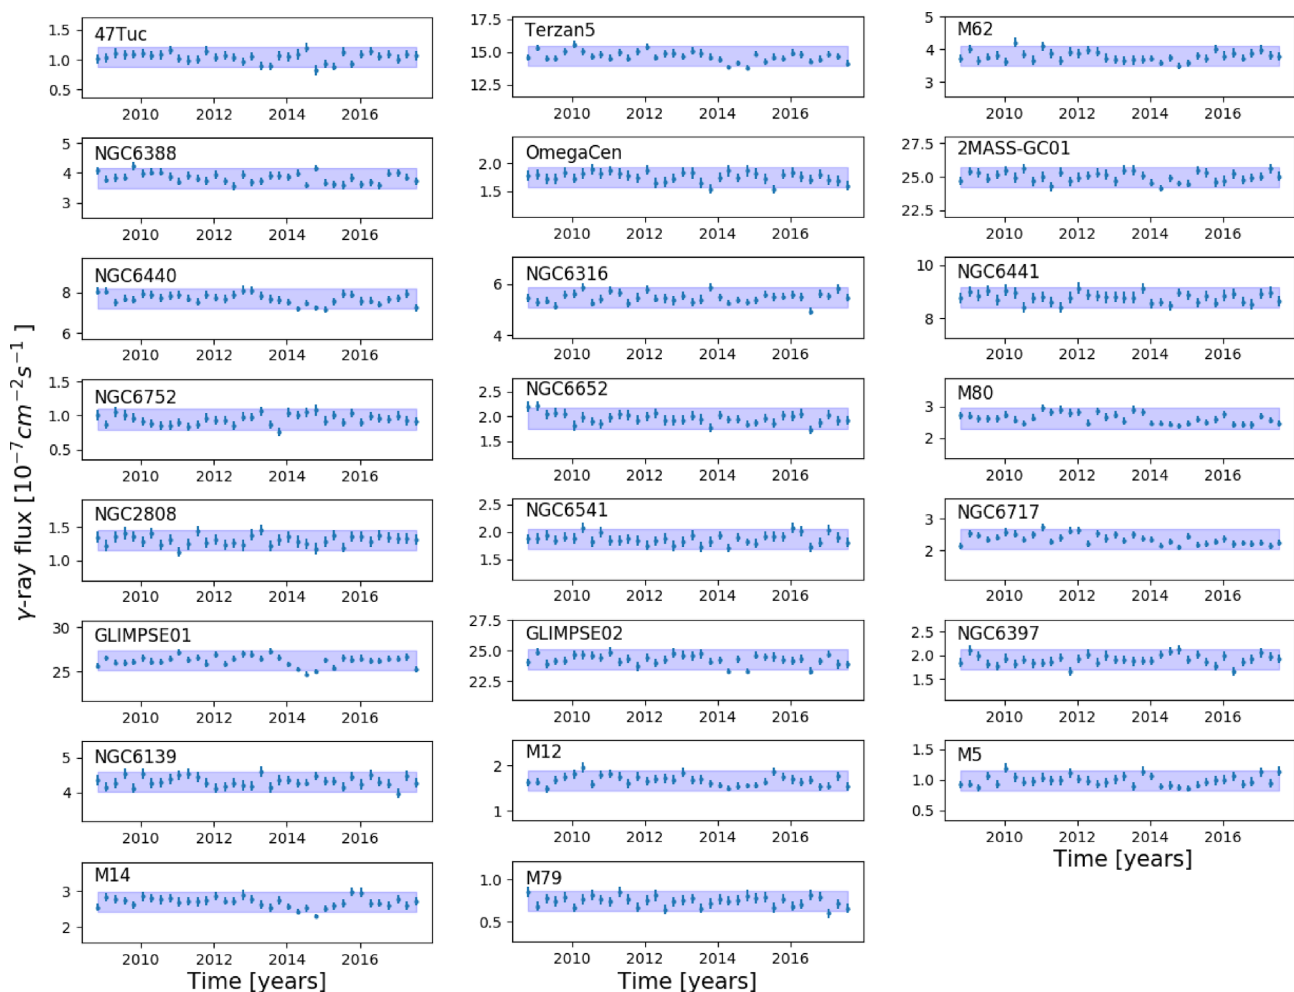 γ-ray flux [10⁻⁷cm⁻²s⁻¹]
47Tuc
1.5
1.0
0.5
2010 2012 2014 2016
Terzan5
17.5
15.0
12.5
2010 2012 2014 2016
M62
5
4
3
2010 2012 2014 2016
NGC6388
5
4
3
2010 2012 2014 2016
OmegaCen
2.0
1.5
2010 2012 2014 2016
2MASS-GC01
27.5
25.0
22.5
2010 2012 2014 2016
NGC6440
8
6
2010 2012 2014 2016
NGC6316
6
4
2010 2012 2014 2016
NGC6441
10
8
2010 2012 2014 2016
NGC6752
1.5
1.0
0.5
2010 2012 2014 2016
NGC6652
2.5
2.0
1.5
2010 2012 2014 2016
M80
3
2
2010 2012 2014 2016
NGC2808
1.5
1.0
2010 2012 2014 2016
NGC6541
2.5
2.0
1.5
2010 2012 2014 2016
NGC6717
3
2
2010 2012 2014 2016
GLIMPSE01
30
25
2010 2012 2014 2016
GLIMPSE02
27.5
25.0
22.5
2010 2012 2014 2016
NGC6397
2.5
2.0
1.5
2010 2012 2014 2016
NGC6139
5
4
2010 2012 2014 2016
M12
2
1
2010 2012 2014 2016
M5
1.5
1.0
0.5
2010 2012 2014 2016
Time [years]
M14
3
2
2010 2012 2014 2016
Time [years]
M79
1.0
0.5
2010 2012 2014 2016
Time [years]